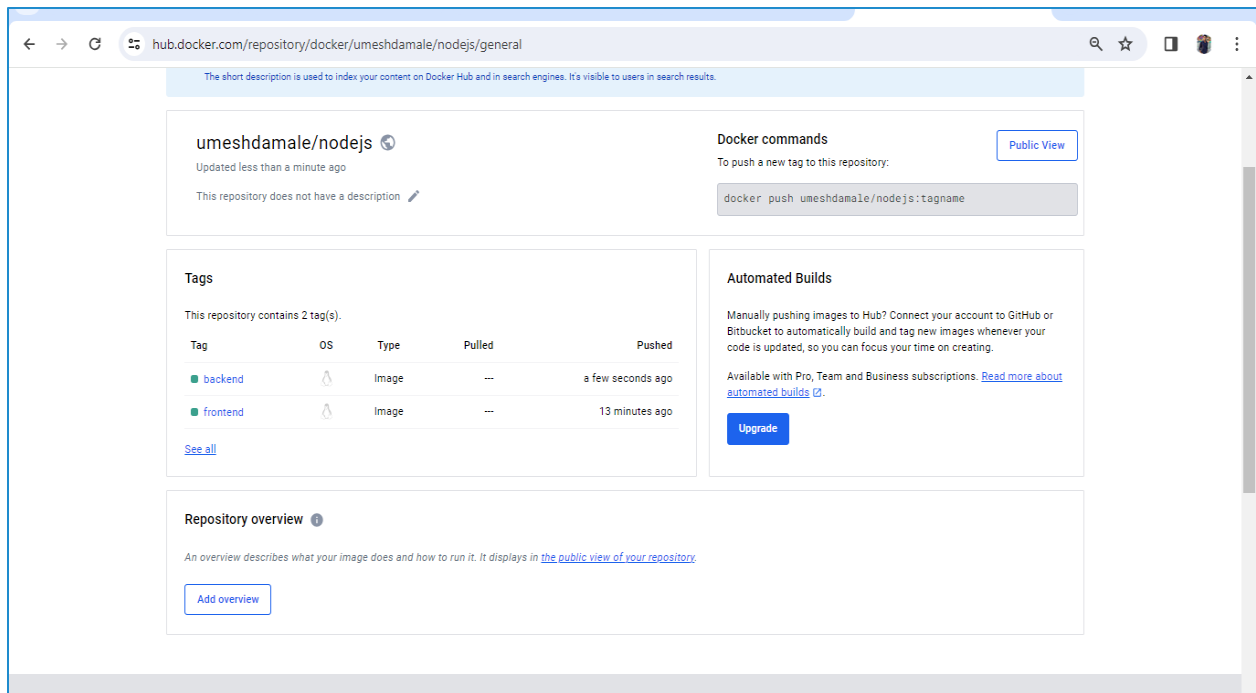 hub.docker.com/repository/docker/umeshdamale/nodejs/general
The short description is used to index your content on Docker Hub and in search engines. It's visible to users in search results.
umeshdamale/nodejs
Updated less than a minute ago
This repository does not have a description
Docker commands
To push a new tag to this repository:
Public View
docker push umeshdamale/nodejs:tagname
Tags
This repository contains 2 tag(s).
Tag OS Type Pulled Pushed
backend Image --- a few seconds ago
frontend Image --- 13 minutes ago
See all
Automated Builds
Manually pushing images to Hub? Connect your account to GitHub or
Bitbucket to automatically build and tag new images whenever your
code is updated, so you can focus your time on creating.
Available with Pro, Team and Business subscriptions. Read more about
automated builds .
Upgrade
Repository overview
An overview describes what your image does and how to run it. It displays in the public view of your repository.
Add overview